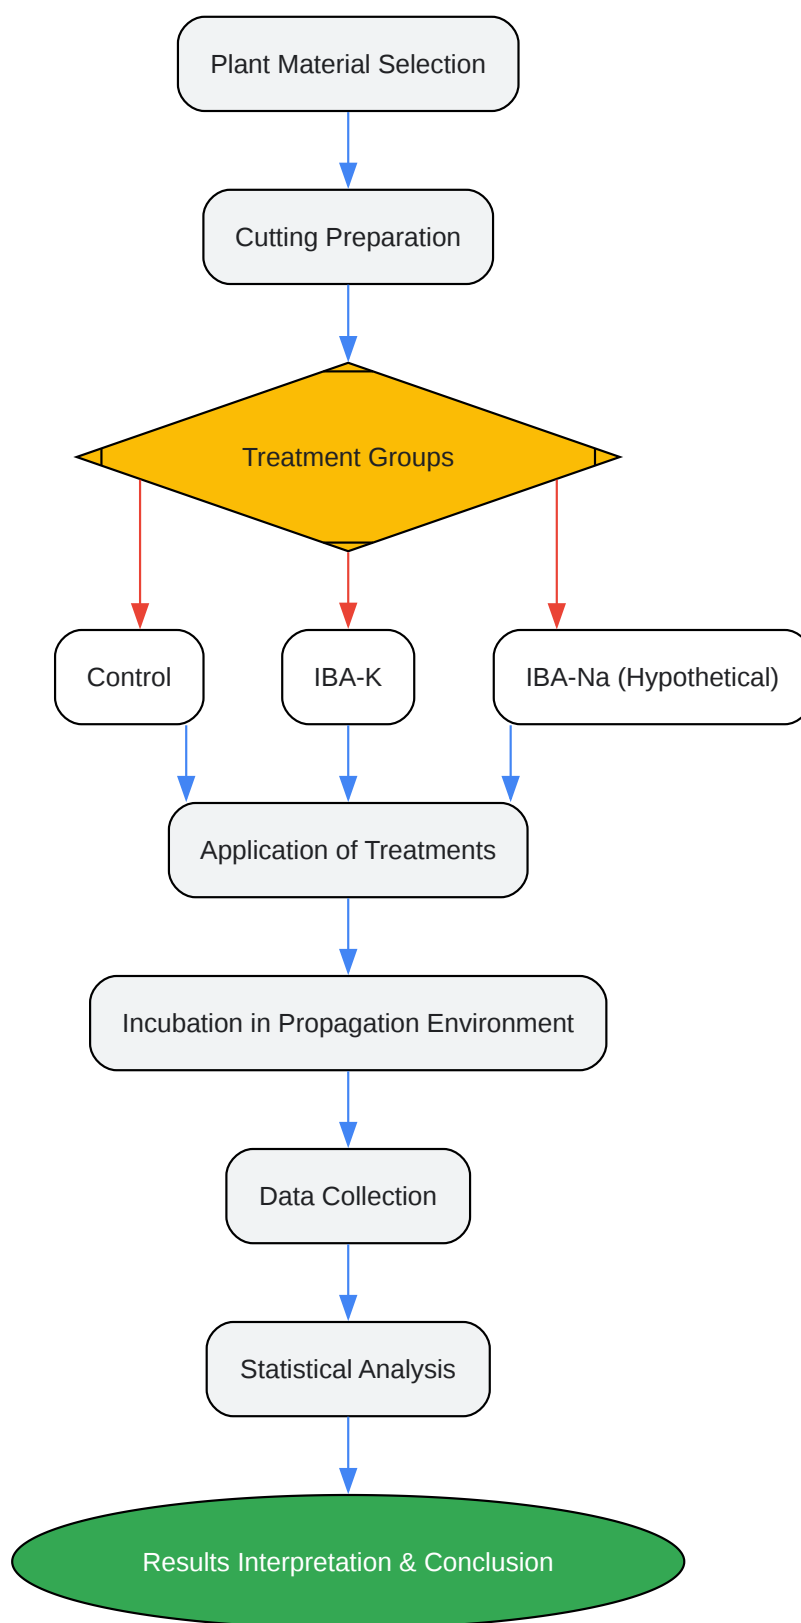 Plant Material Selection
Cutting Preparation
Treatment Groups
Control
IBA-K
IBA-Na (Hypothetical)
Application of Treatments
Incubation in Propagation Environment
Data Collection
Statistical Analysis
Results Interpretation & Conclusion